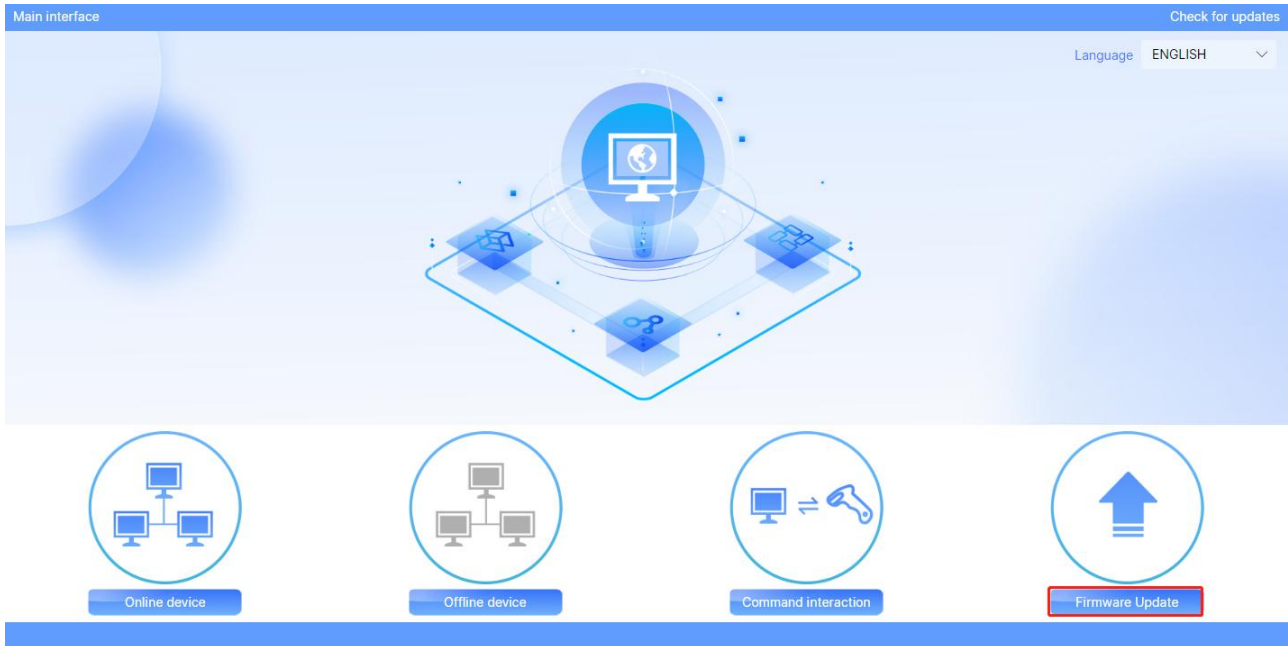 Main interface
Check for updates
Language
ENGLISH
Online device
Offline device
Command interaction
Firmware Update